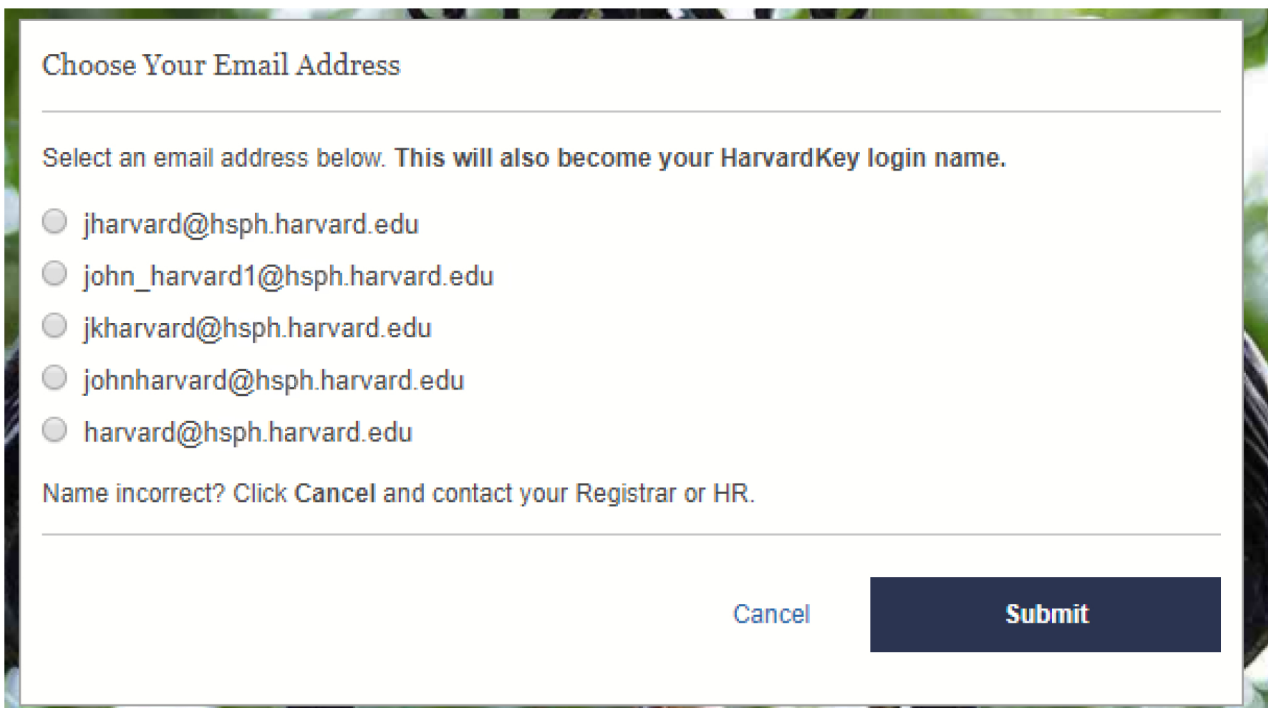 Choose Your Email Address
Select an email address below. This will also become your HarvardKey login name.
jharvard@hsph.harvard.edu
john_harvard1@hsph.harvard.edu
jkharvard@hsph.harvard.edu
johnharvard@hsph.harvard.edu
harvard@hsph.harvard.edu
Name incorrect? Click Cancel and contact your Registrar or HR.
Cancel
Submit